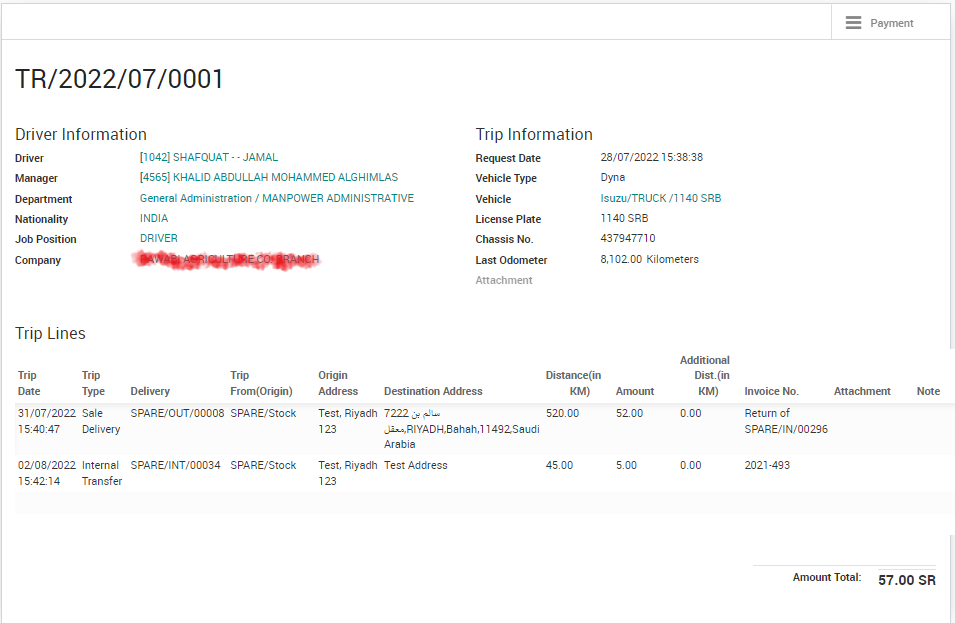 Payment
TR/2022/07/0001
Driver Information
Driver [1042] SHAFQUAT - - JAMAL
Manager [4565] KHALID ABDULLAH MOHAMMED ALGHIMLAS
Department General Administration / MANPOWER ADMINISTRATIVE
Nationality INDIA
Job Position DRIVER
Company AGRICULTURE CO. BRANCH
Trip Information
Request Date 28/07/2022 15:38:38
Vehicle Type Dyna
Vehicle Isuzu/TRUCK /1140 SRB
License Plate 1140 SRB
Chassis No. 437947710
Last Odometer 8,102.00 Kilometers
Attachment
Trip Lines
Trip Date Trip Type Delivery Trip From(Origin) Origin Address Destination Address Distance(in KM) Amount Additional Dist.(in KM) Invoice No. Attachment Note
31/07/2022 15:40:47 Sale Delivery SPARE/OUT/00008 SPARE/Stock Test, Riyadh 123 7222 سالم بن معقل,RIYADH,Bahah,11492,Saudi Arabia 520.00 52.00 0.00 Return of SPARE/IN/00296
02/08/2022 15:42:14 Internal Transfer SPARE/INT/00034 SPARE/Stock Test, Riyadh 123 Test Address 45.00 5.00 0.00 2021-493
Amount Total: 57.00 SR